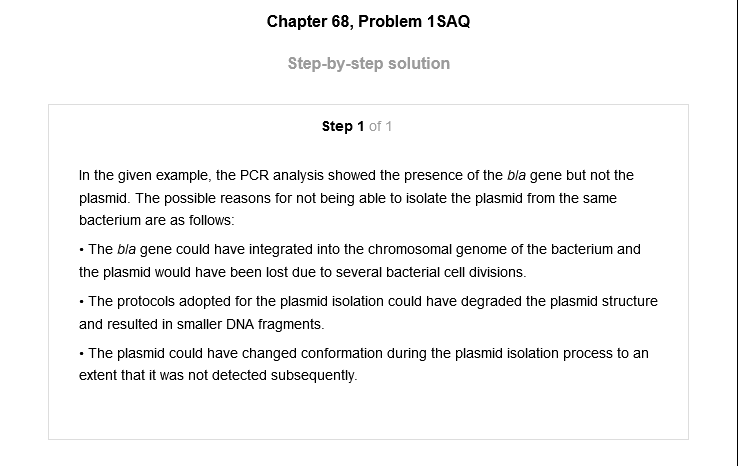 Chapter 68, Problem 1SAQ
Step-by-step solution
Step 1 of 1
In the given example, the PCR analysis showed the presence of the bla gene but not the
plasmid. The possible reasons for not being able to isolate the plasmid from the same
bacterium are as follows:
• The bla gene could have integrated into the chromosomal genome of the bacterium and
the plasmid would have been lost due to several bacterial cell divisions.
• The protocols adopted for the plasmid isolation could have degraded the plasmid structure
and resulted in smaller DNA fragments.
• The plasmid could have changed conformation during the plasmid isolation process to an
extent that it was not detected subsequently.